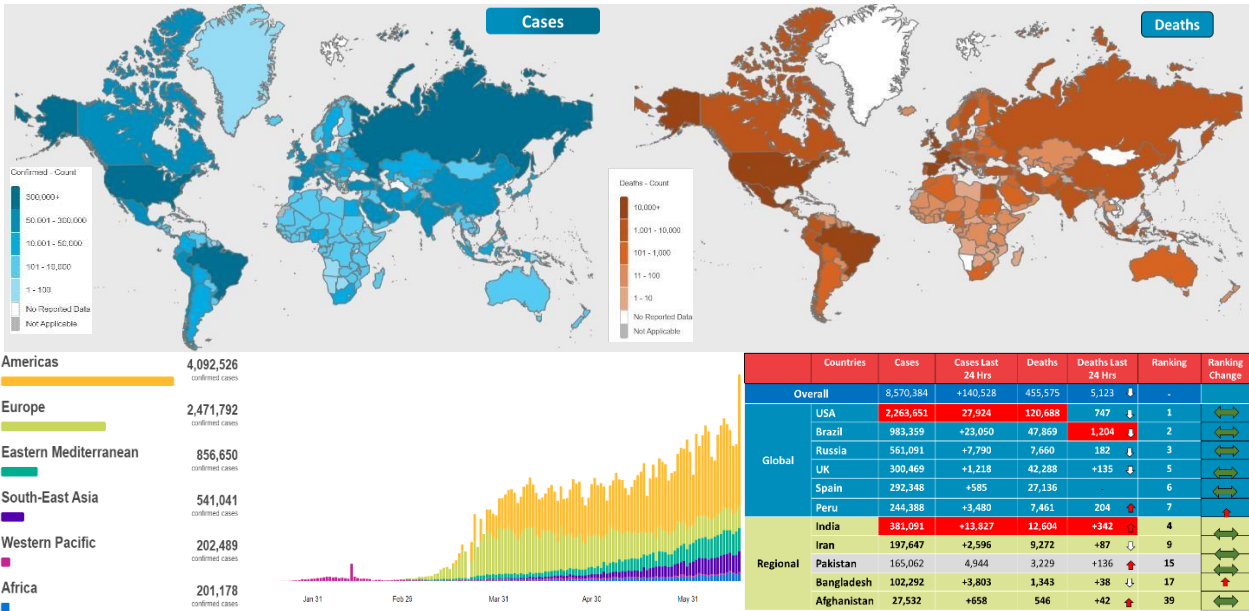 Cases
Deaths
Confirmed - Count
300,000+
50,001 - 300,000
10,001 - 50,000
101 - 10,000
1 - 100
No Reported Data
Not Applicable
Deaths - Count
10,000+
1,001 - 10,000
101 - 1,000
11 - 100
1 - 10
No Reported Data
Not Applicable
Americas 4,092,526
confirmed cases
Europe 2,471,792
confirmed cases
Eastern Mediterranean 856,650
confirmed cases
South-East Asia 541,041
confirmed cases
Western Pacific 202,489
confirmed cases
Africa 201,178
confirmed cases
Jan 31 Feb 29 Mar 31 Apr 30 May 31
Countries Cases Cases Last 24 Hrs Deaths Deaths Last 24 Hrs Ranking Ranking Change
Overall 8,570,384 +140,528 455,575 5,123 -
Global
USA 2,263,651 27,924 120,688 747 1
Brazil 983,359 +23,050 47,869 1,204 2
Russia 561,091 +7,790 7,660 182 3
UK 300,469 +1,218 42,288 +135 5
Spain 292,348 +585 27,136 - 6
Peru 244,388 +3,480 7,461 204 7
Regional
India 381,091 +13,827 12,604 +342 4
Iran 197,647 +2,596 9,272 +87 9
Pakistan 165,062 4,944 3,229 +136 15
Bangladesh 102,292 +3,803 1,343 +38 17
Afghanistan 27,532 +658 546 +42 39